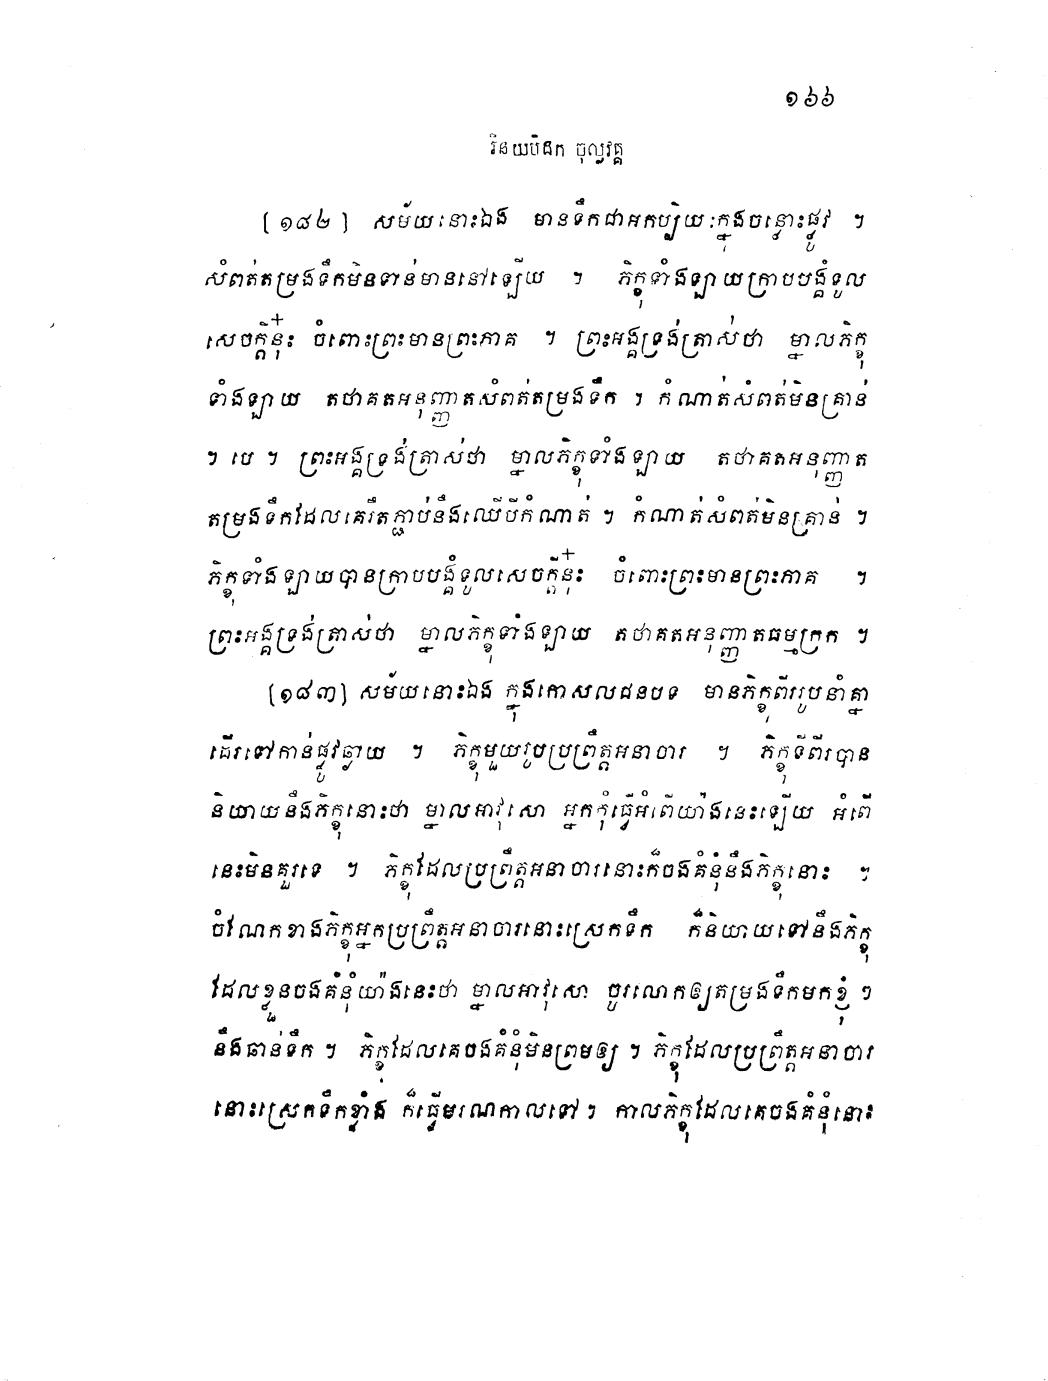 ១៦៦
វិនយបិដក ចុល្លវគ្គ
[១៨២] សម័យនោះឯង មានទឹកជាអកប្បិយៈក្នុងចន្លោះផ្លូវ ។
សំពត់តម្រងទឹកមិនទាន់មាននៅឡើយ ។ ភិក្ខុទាំងឡាយក្រាបបង្គំទូល
សេចក្តីនុ៎ះ ចំពោះព្រះមានព្រះភាគ ។ ព្រះអង្គទ្រង់ត្រាស់ថា ម្នាលភិក្ខុ
ទាំងឡាយ តថាគតអនុញ្ញាតសំពត់តម្រងទឹក ។ កំណាត់សំពត់មិនគ្រាន់
។ បេ ។ ព្រះអង្គទ្រង់ត្រាស់ថា ម្នាលភិក្ខុទាំងឡាយ តថាគតអនុញ្ញាត
តម្រងទឹកដែលគេរឹតភ្ជាប់នឹងឈើបីកំណាត់ ។ កំណាត់សំពត់មិនគ្រាន់ ។
ភិក្ខុទាំងឡាយបានក្រាបបង្គំទូលសេចក្តីនុ៎ះ ចំពោះព្រះមានព្រះភាគ ។
ព្រះអង្គទ្រង់ត្រាស់ថា ម្នាលភិក្ខុទាំងឡាយ តថាគតអនុញ្ញាតធម្មក្រក ។
[១៨៣] សម័យនោះឯង ក្នុងកោសលជនបទ មានភិក្ខុពីររូបនាំគ្នា
ដើរទៅកាន់ផ្លូវឆ្ងាយ ។ ភិក្ខុមួយរូបប្រព្រឹត្តអនាចារ ។ ភិក្ខុទីពីរបាន
និយាយនឹងភិក្ខុនោះថា ម្នាលអាវុសោ អ្នកកុំធ្វើអំពើយ៉ាងនេះឡើយ អំពើ
នេះមិនគួរទេ ។ ភិក្ខុដែលប្រព្រឹត្តអនាចារនោះក៏ចងគំនុំនឹងភិក្ខុនោះ ។
ចំណែកខាងភិក្ខុអ្នកប្រព្រឹត្តអនាចារនោះស្រេកទឹក ក៏និយាយទៅនឹងភិក្ខុ
ដែលខ្លួនចងគំនុំយ៉ាងនេះថា ម្នាលអាវុសោ ចូរលោកឲ្យតម្រងទឹកមកខ្ញុំ ៗ
នឹងឆាន់ទឹក ។ ភិក្ខុដែលគេចងគំនុំមិនព្រមឲ្យ ។ ភិក្ខុដែលប្រព្រឹត្តអនាចារ
នោះស្រេកទឹកខ្លាំង ក៏ធ្វើមរណកាលទៅ ។ កាលភិក្ខុដែលគេចងគំនុំនោះ